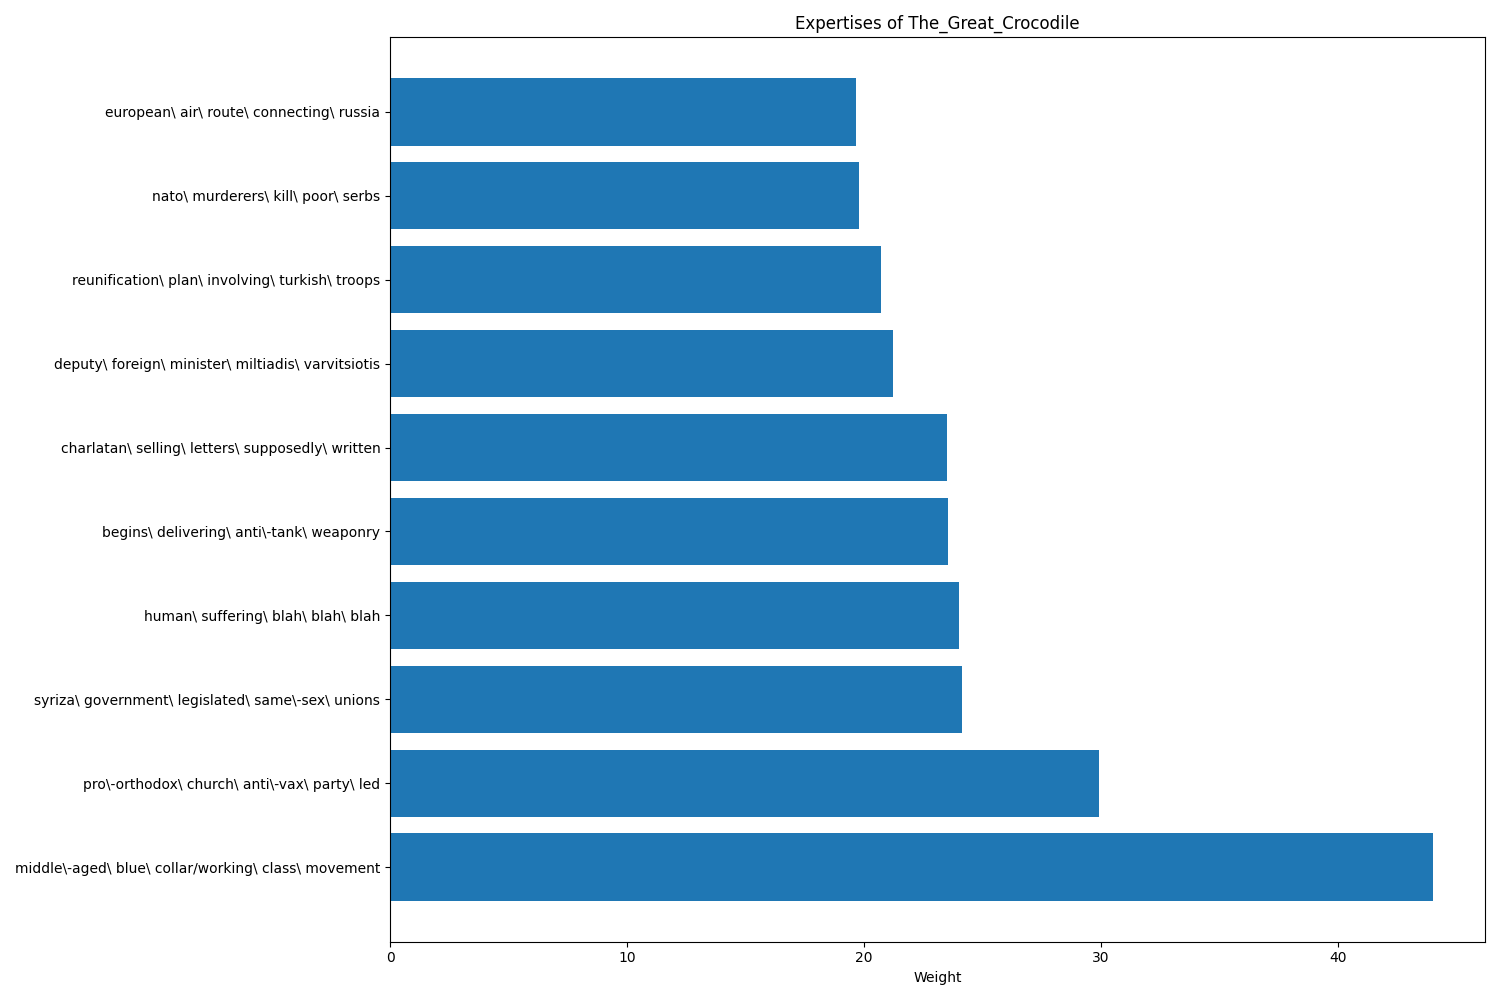 Expertises of The_Great_Crocodile
european\ air\ route\ connecting\ russia
nato\ murderers\ kill\ poor\ serbs
reunification\ plan\ involving\ turkish\ troops
deputy\ foreign\ minister\ miltiadis\ varvitsiotis
charlatan\ selling\ letters\ supposedly\ written
begins\ delivering\ anti\-tank\ weaponry
human\ suffering\ blah\ blah\ blah
syriza\ government\ legislated\ same\-sex\ unions
pro\-orthodox\ church\ anti\-vax\ party\ led
middle\-aged\ blue\ collar/working\ class\ movement
0 10 20 30 40
Weight